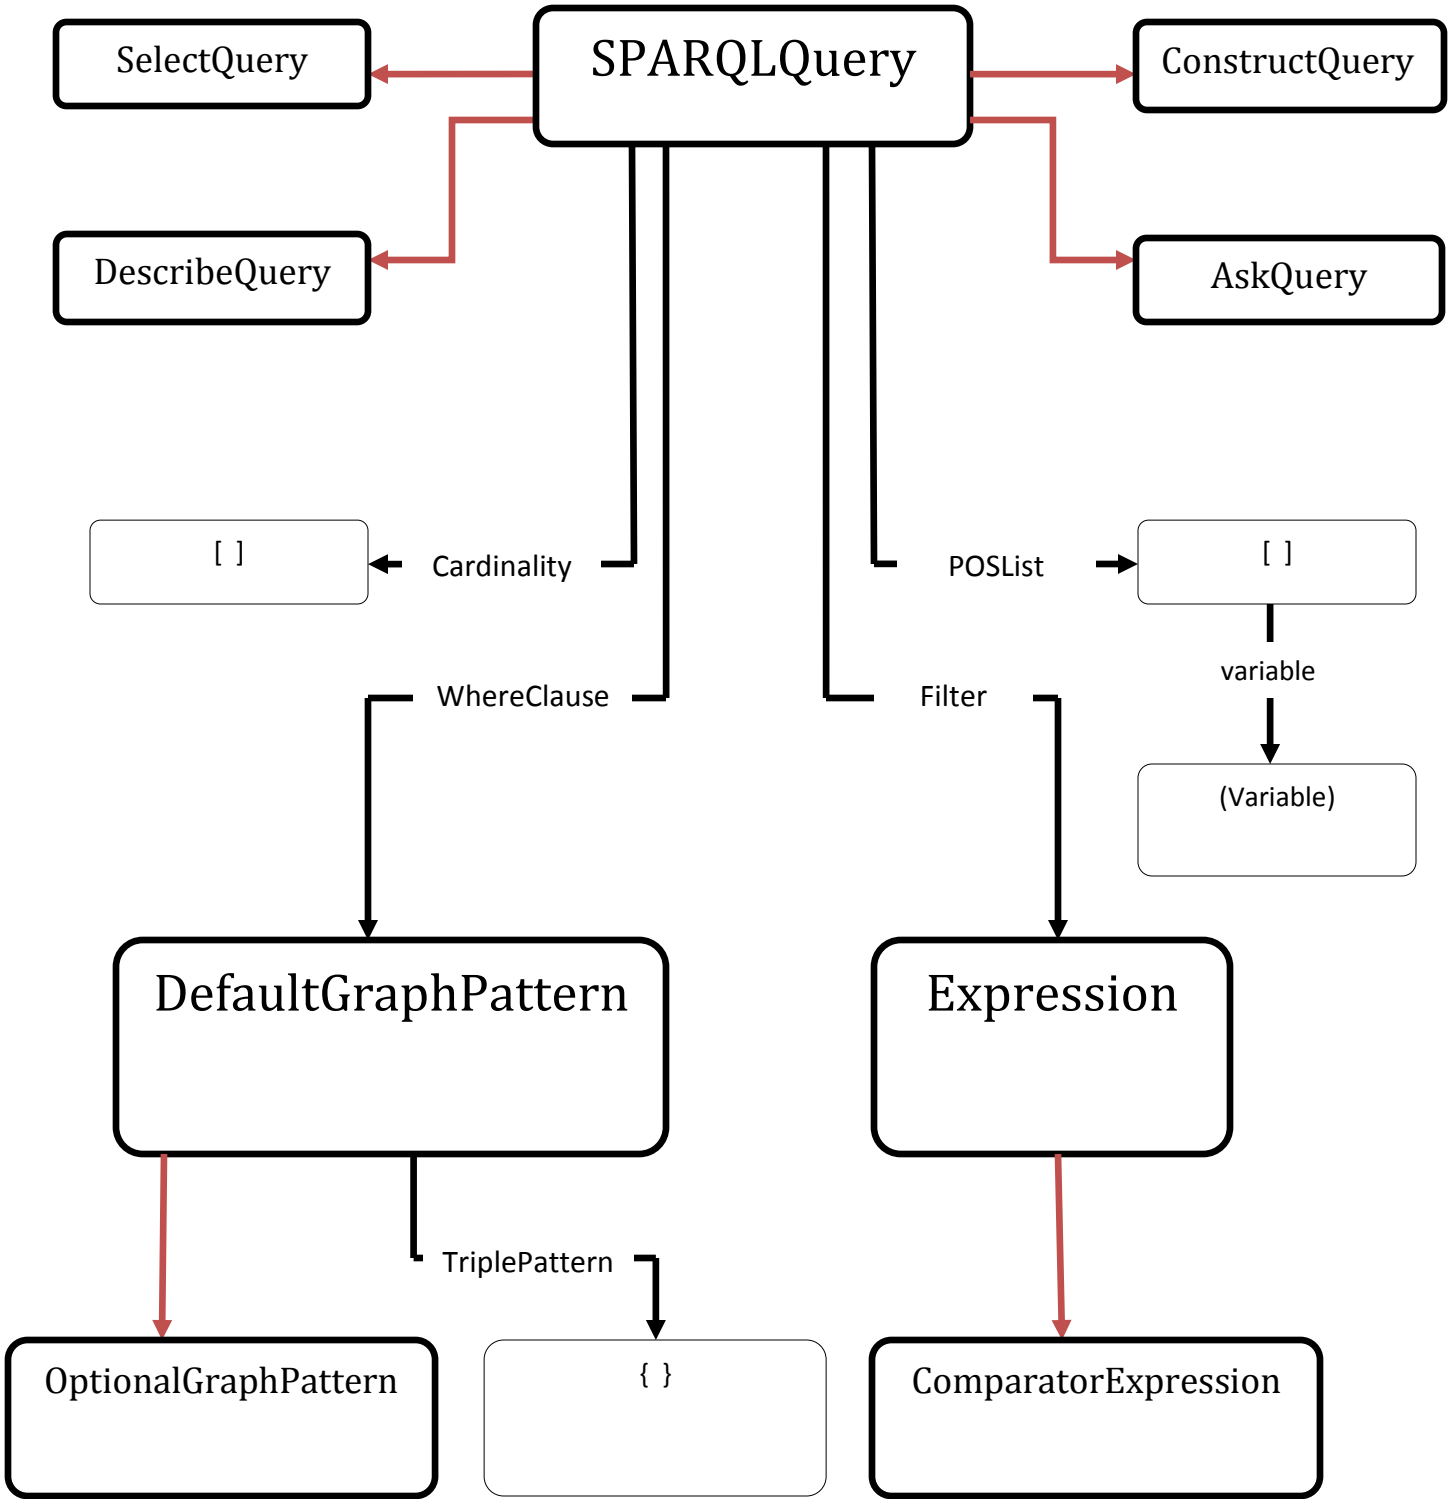 SelectQuery
SPARQLQuery
ConstructQuery
DescribeQuery
AskQuery
[ ]
Cardinality
POSList
[ ]
variable
WhereClause
Filter
(Variable)
DefaultGraphPattern
Expression
TriplePattern
OptionalGraphPattern
{ }
ComparatorExpression